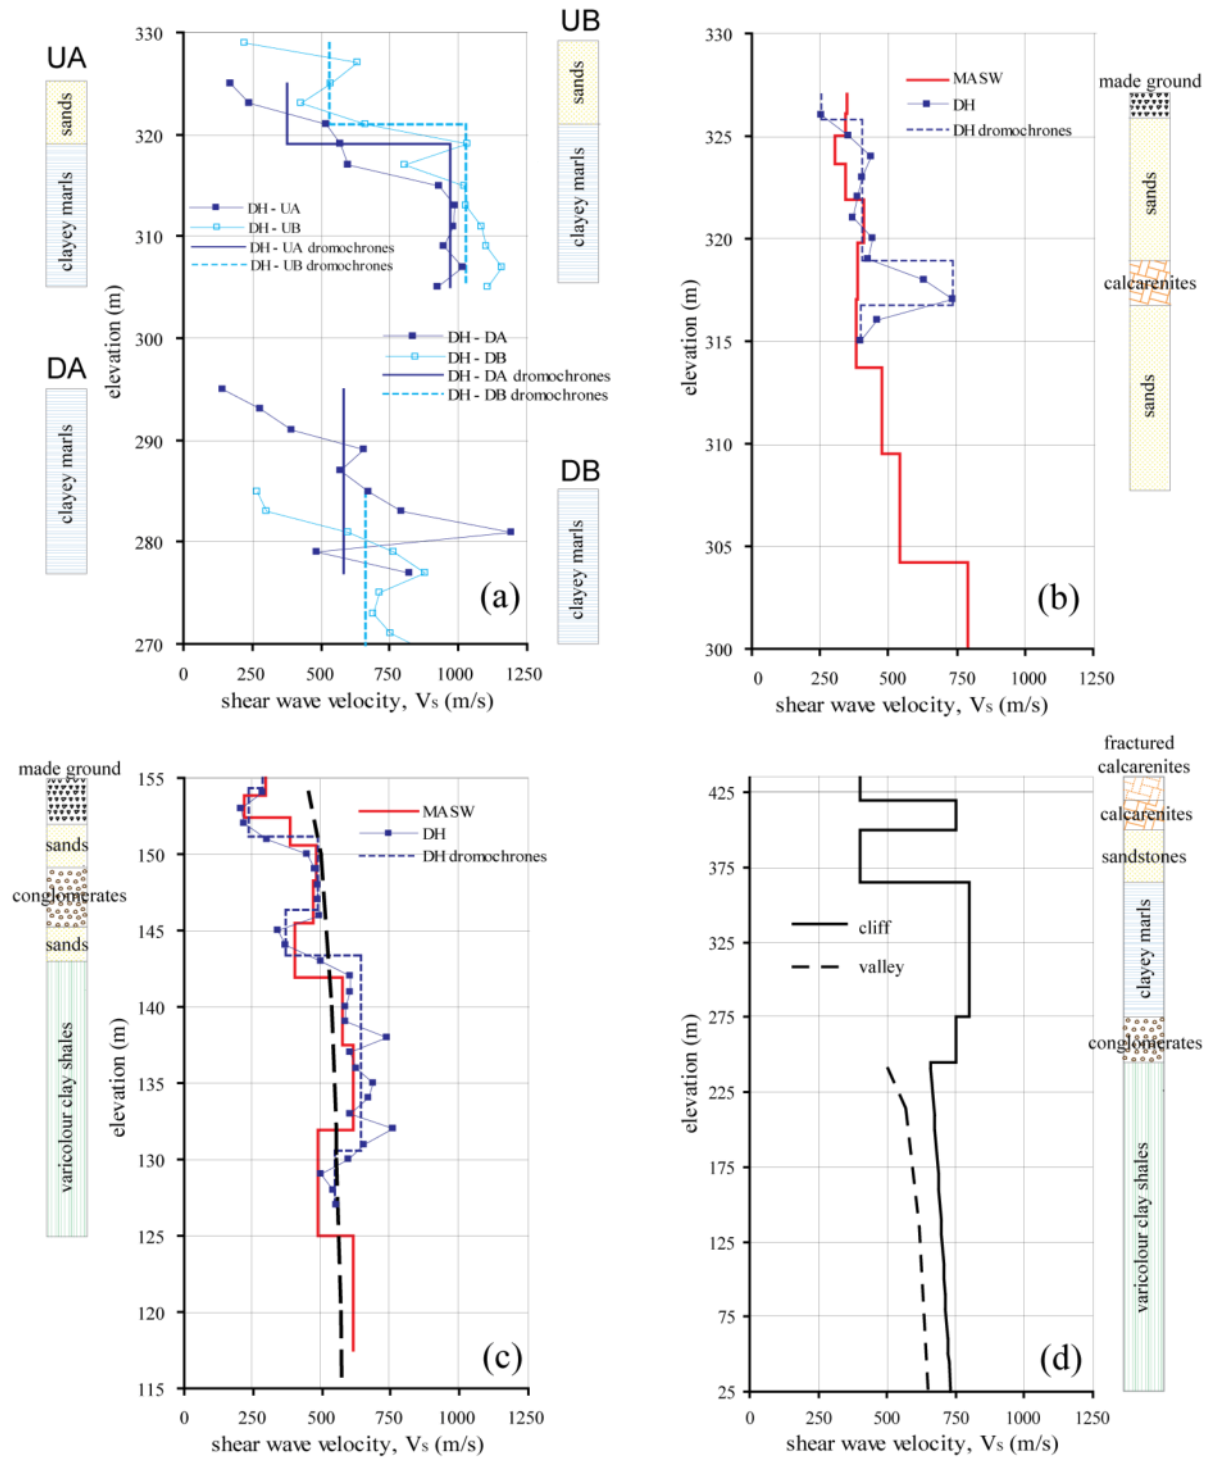 UA
sands
clayey marls
DA
clayey marls
UB
sands
clayey marls
DB
clayey marls
330
320
310
300
290
280
270
elevation (m)
DH - UA
DH - UB
DH - UA dromochrones
DH - UB dromochrones
DH - DA
DH - DB
DH - DA dromochrones
DH - DB dromochrones
(a)
0 250 500 750 1000 1250
shear wave velocity, Vs (m/s)
330
325
320
315
310
305
300
elevation (m)
MASW
DH
DH dromochrones
made ground
sands
calcarenites
sands
(b)
0 250 500 750 1000 1250
shear wave velocity, Vs (m/s)
made ground
sands
conglomerates
sands
varicolour clay shales
155
150
145
140
135
130
125
120
115
elevation (m)
MASW
DH
DH dromochrones
(c)
0 250 500 750 1000 1250
shear wave velocity, Vs (m/s)
425
375
325
275
225
175
125
75
25
elevation (m)
cliff
valley
fractured
calcarenites
calcarenites
sandstones
clayey marls
conglomerates
varicolour clay shales
(d)
0 250 500 750 1000 1250
shear wave velocity, Vs (m/s)